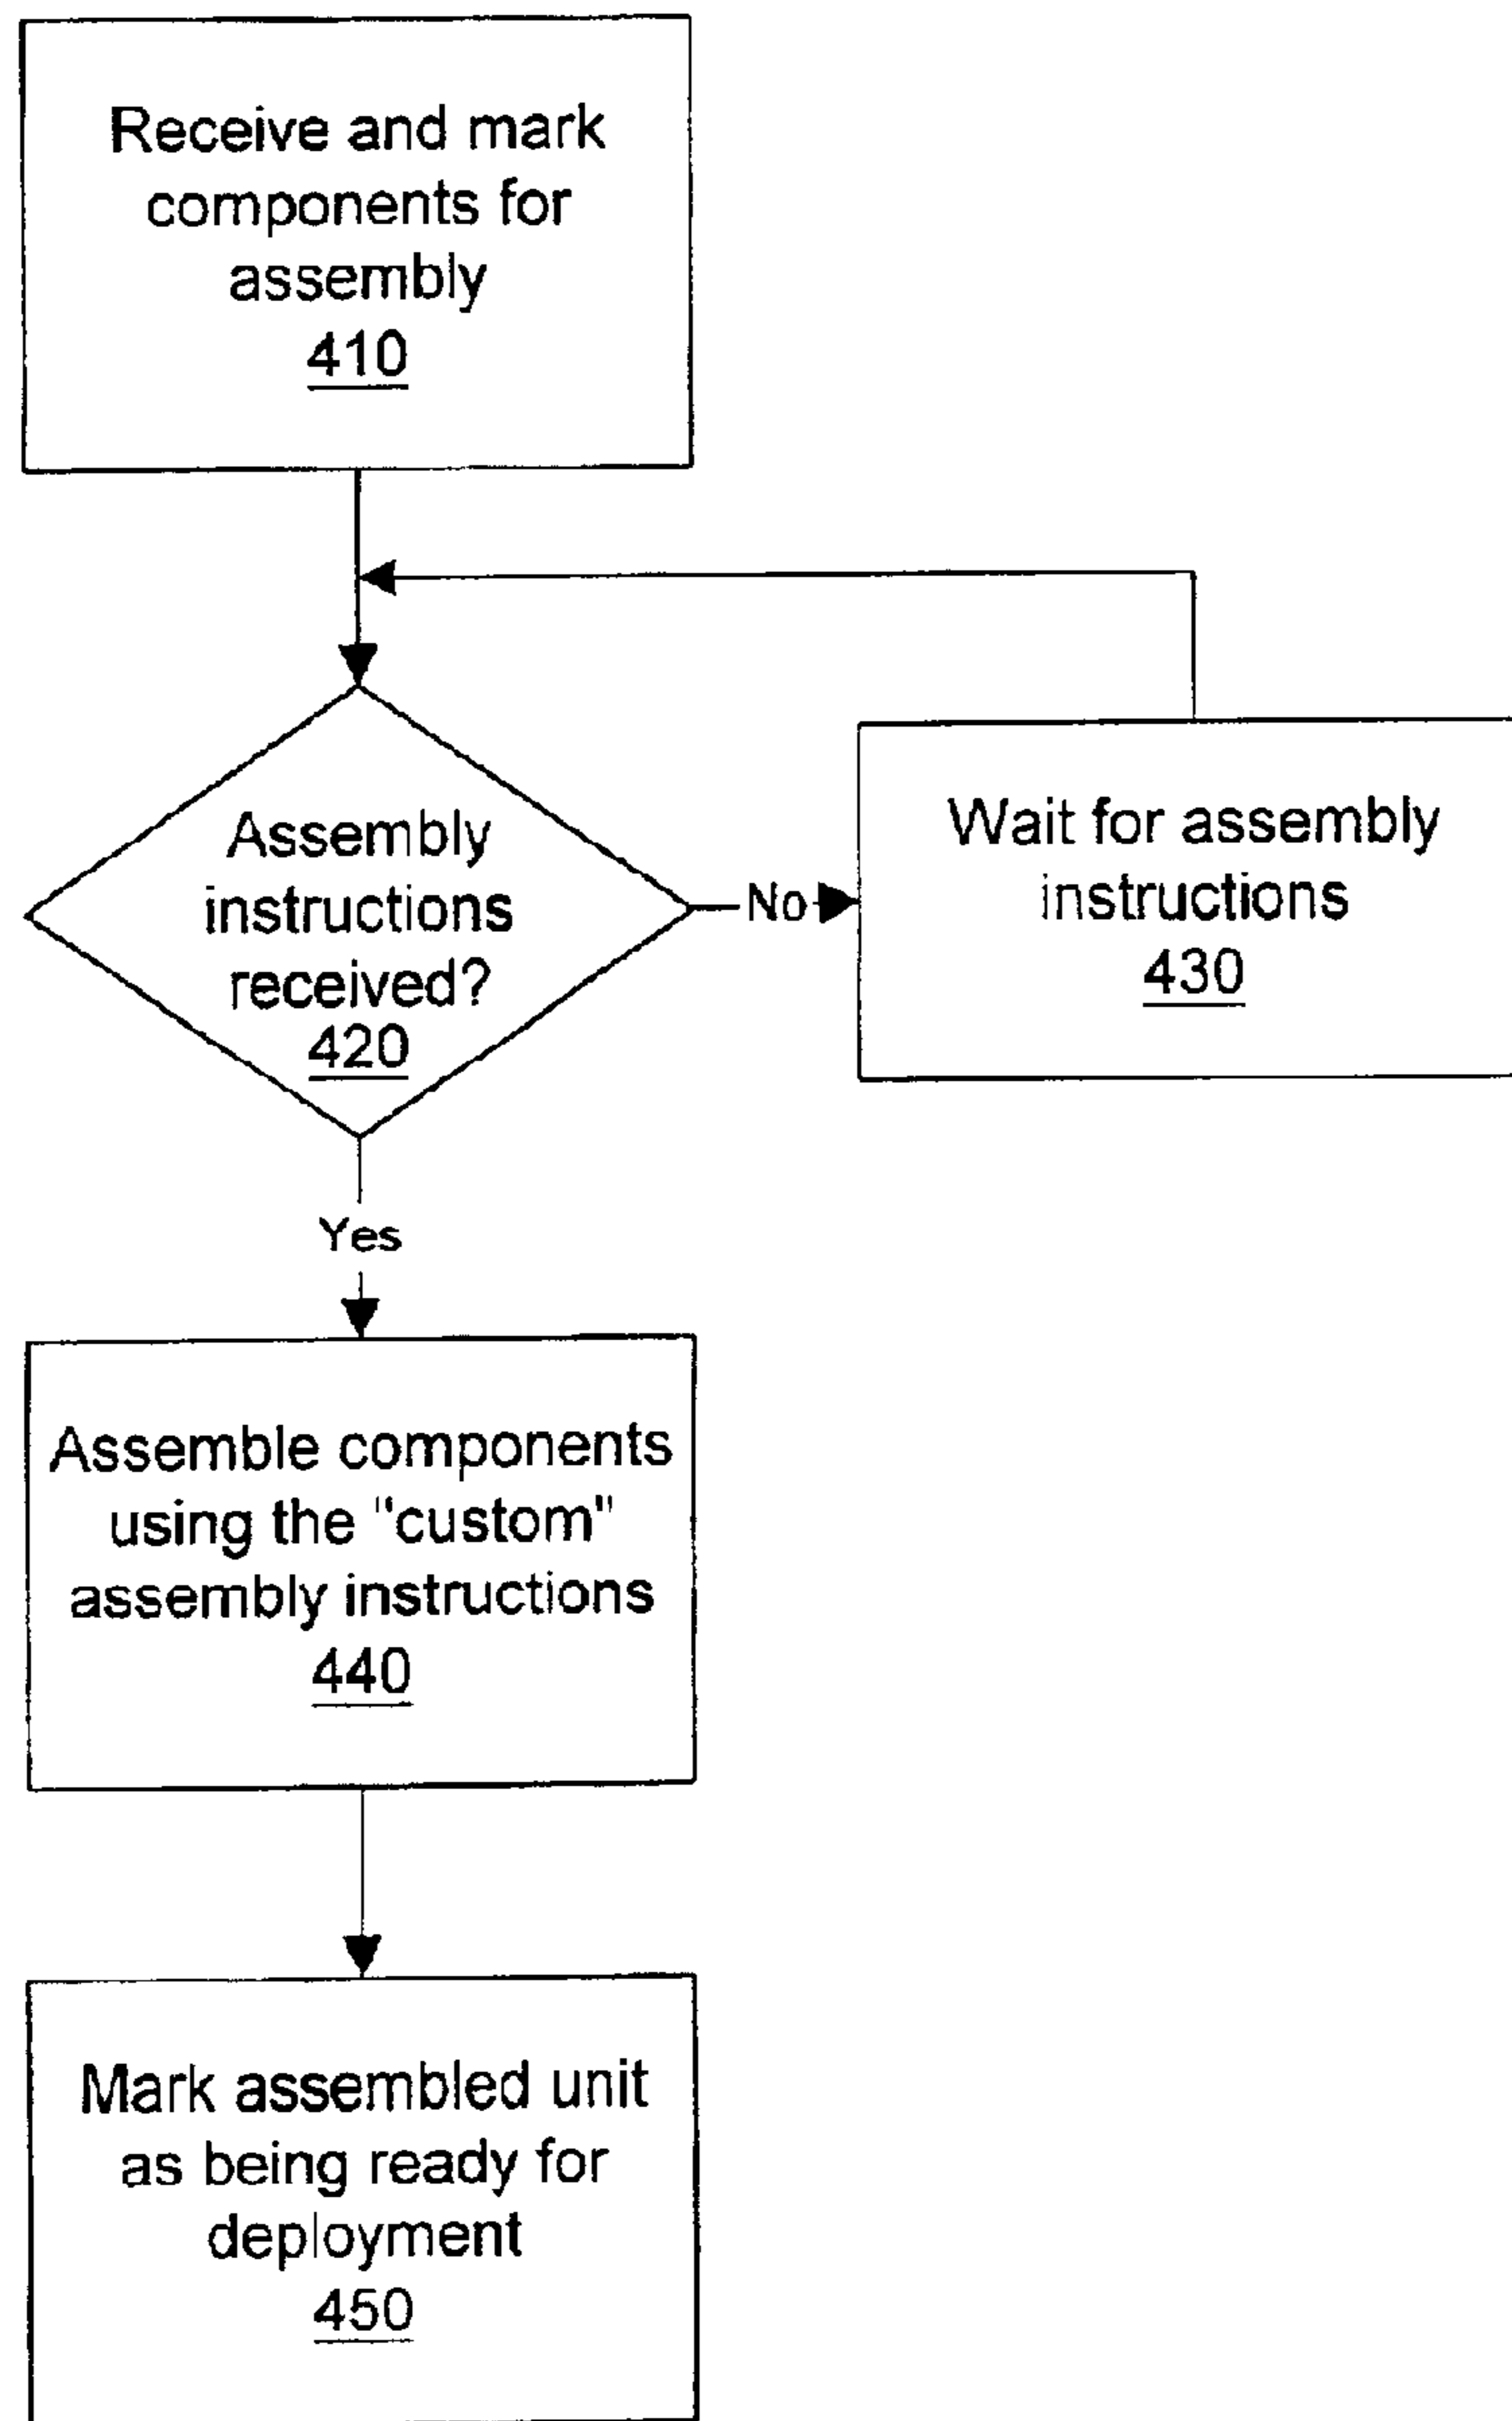 Receive and mark
components for
assembly
410
Assembly
instructions
received?
420
No
Wait for assembly
instructions
430
Yes
Assemble components
using the "custom"
assembly instructions
440
Mark assembled unit
as being ready for
deployment
450